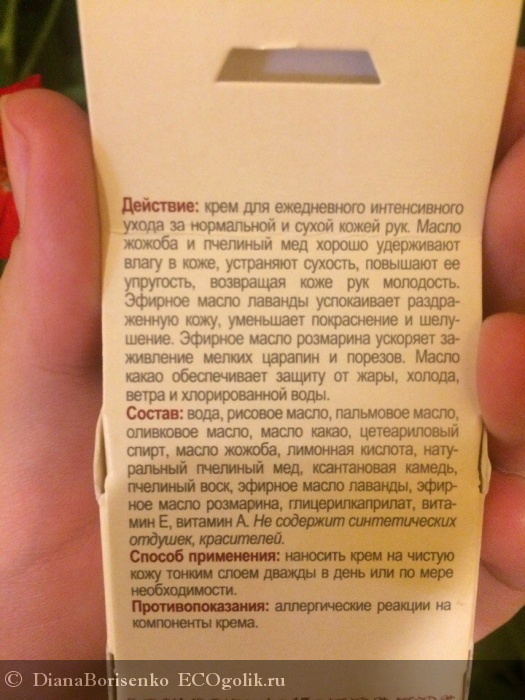 Действие: крем для ежедневного интенсивного
ухода за нормальной и сухой кожей рук. Масло
жожоба и пчелиный мед хорошо удерживают
влагу в коже, устраняют сухость, повышают ее
упругость, возвращая коже рук молодость.
Эфирное масло лаванды успокаивает раздра-
женную кожу, уменьшает покраснение и шелу-
шение. Эфирное масло розмарина ускоряет за-
живление мелких царапин и порезов. Масло
какао обеспечивает защиту от жары, холода,
ветра и хлорированной воды.
Состав: вода, рисовое масло, пальмовое масло,
оливковое масло, масло какао, цетеариловый
спирт, масло жожоба, лимонная кислота, нату-
ральный пчелиный мед, ксантановая камедь,
пчелиный воск, эфирное масло лаванды, эфир-
ное масло розмарина, глицерилкаприлат, вита-
мин Е, витамин А. Не содержит синтетических
отдушек, красителей.
Способ применения: наносить крем на чистую
кожу тонким слоем дважды в день или по мере
необходимости.
Противопоказания: аллергические реакции на
компоненты крема.
© DianaBorisenko ECOgolik.ru